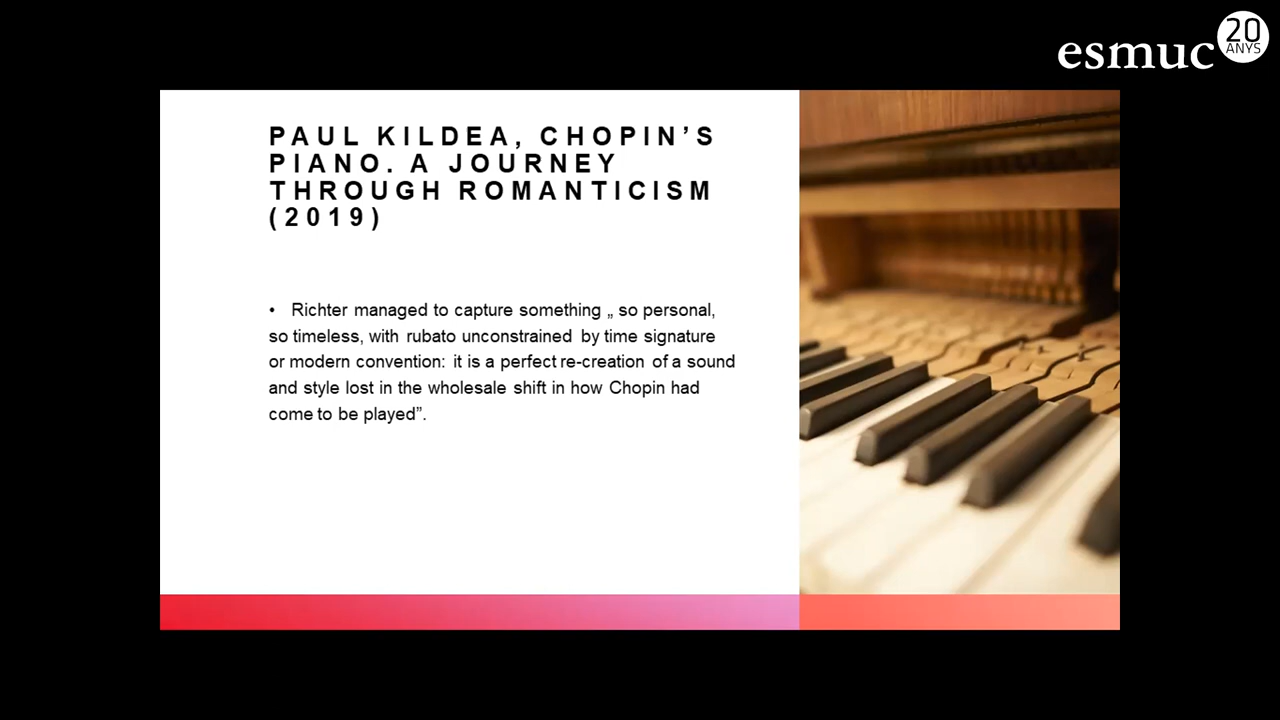 esmuc
20
ANYS
PAUL KILDEA, CHOPIN’S
PIANO. A JOURNEY
THROUGH ROMANTICISM
(2019)
• Richter managed to capture something „ so personal,
so timeless, with rubato unconstrained by time signature
or modern convention: it is a perfect re-creation of a sound
and style lost in the wholesale shift in how Chopin had
come to be played”.